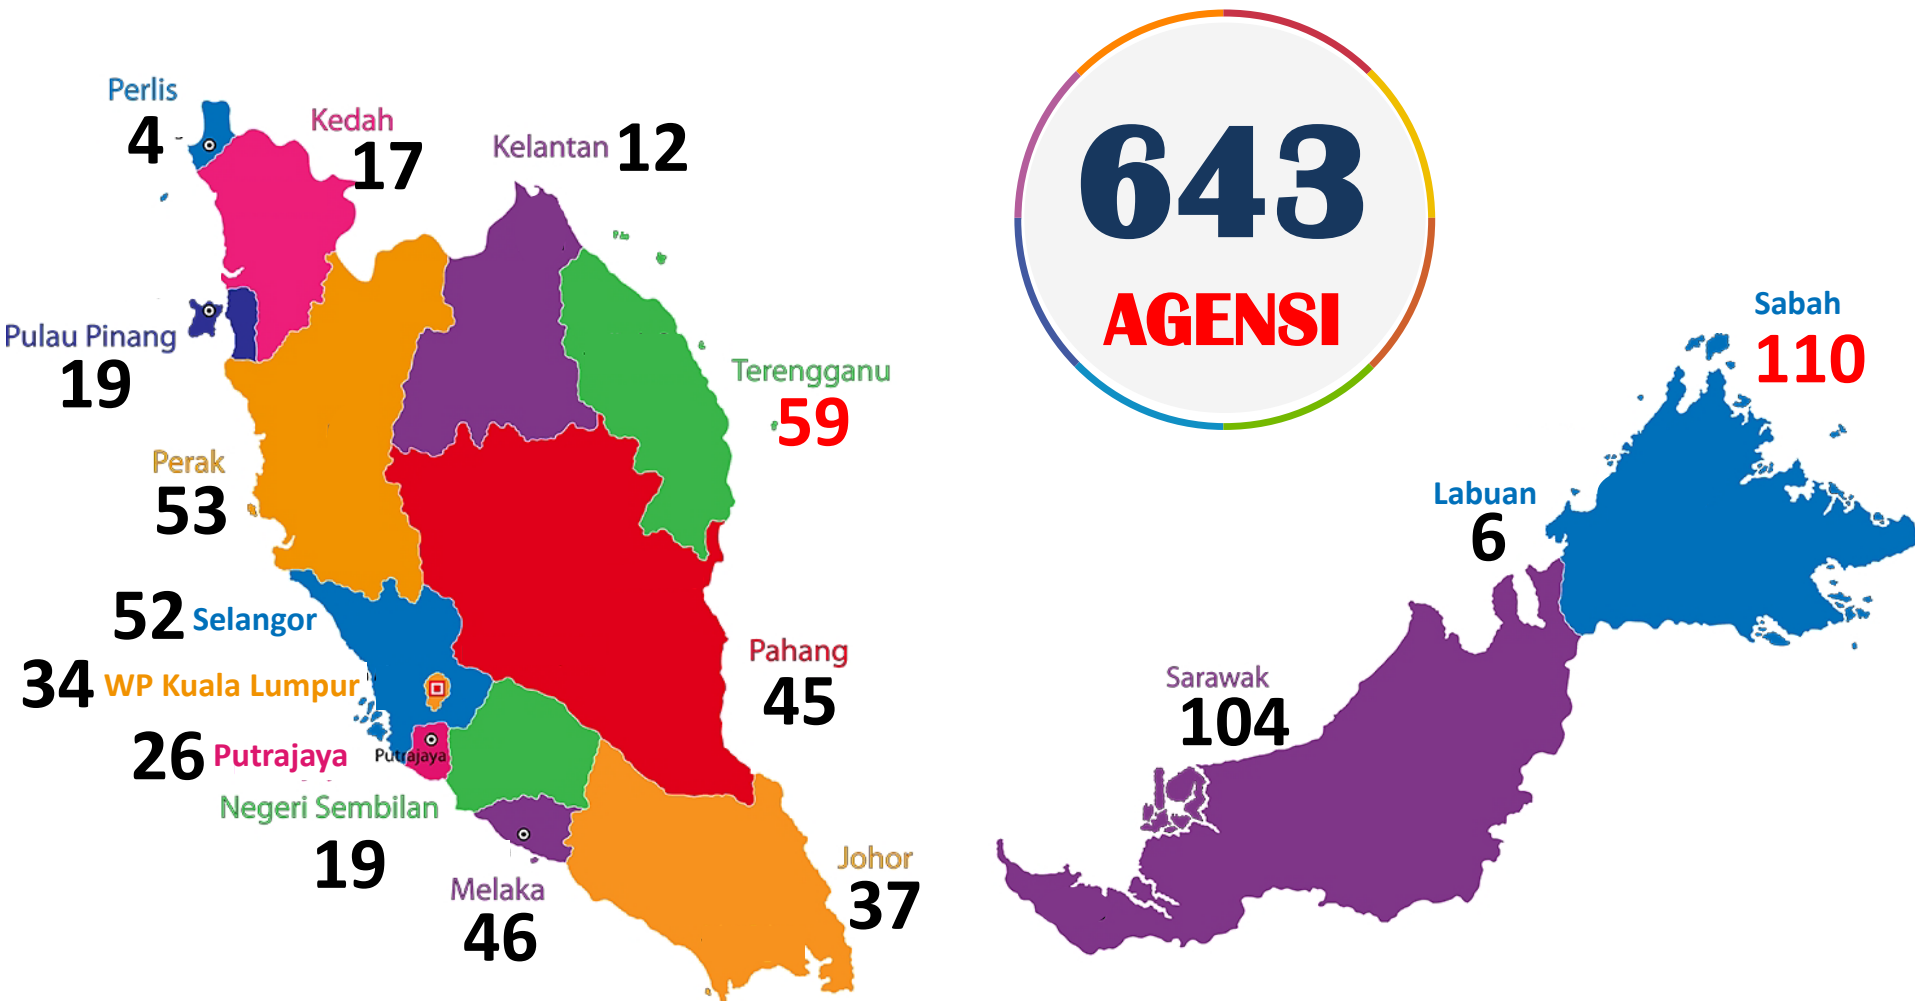 Perlis
4
Kedah
17
Kelantan 12
643
AGENSI
Pulau Pinang
19
Terengganu
59
Sabah
110
Perak
53
Labuan
6
52 Selangor
34 WP Kuala Lumpur
Pahang
45
Sarawak
104
26 Putrajaya
Putrajaya
Negeri Sembilan
19
Melaka
46
Johor
37